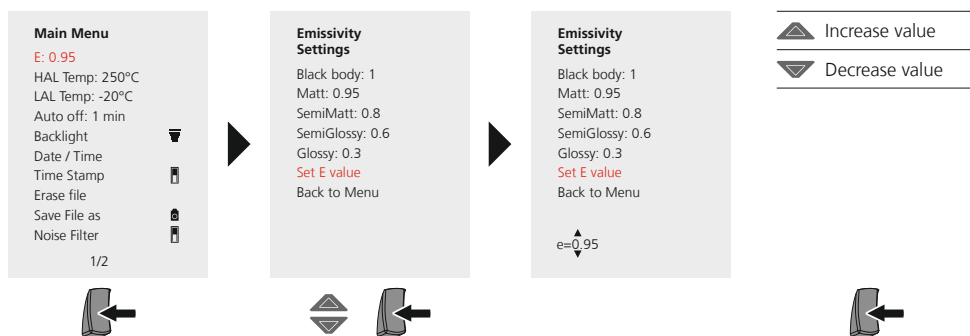 Main Menu
E: 0.95
HAL Temp: 250°C
LAL Temp: -20°C
Auto off: 1 min
Backlight
Date / Time
Time Stamp
Erase file
Save File as
Noise Filter
1/2
Emissivity
Settings
Black body: 1
Matt: 0.95
SemiMatt: 0.8
SemiGlossy: 0.6
Glossy: 0.3
Set E value
Back to Menu
Emissivity
Settings
Black body: 1
Matt: 0.95
SemiMatt: 0.8
SemiGlossy: 0.6
Glossy: 0.3
Set E value
Back to Menu
e=0.95
Increase value
Decrease value